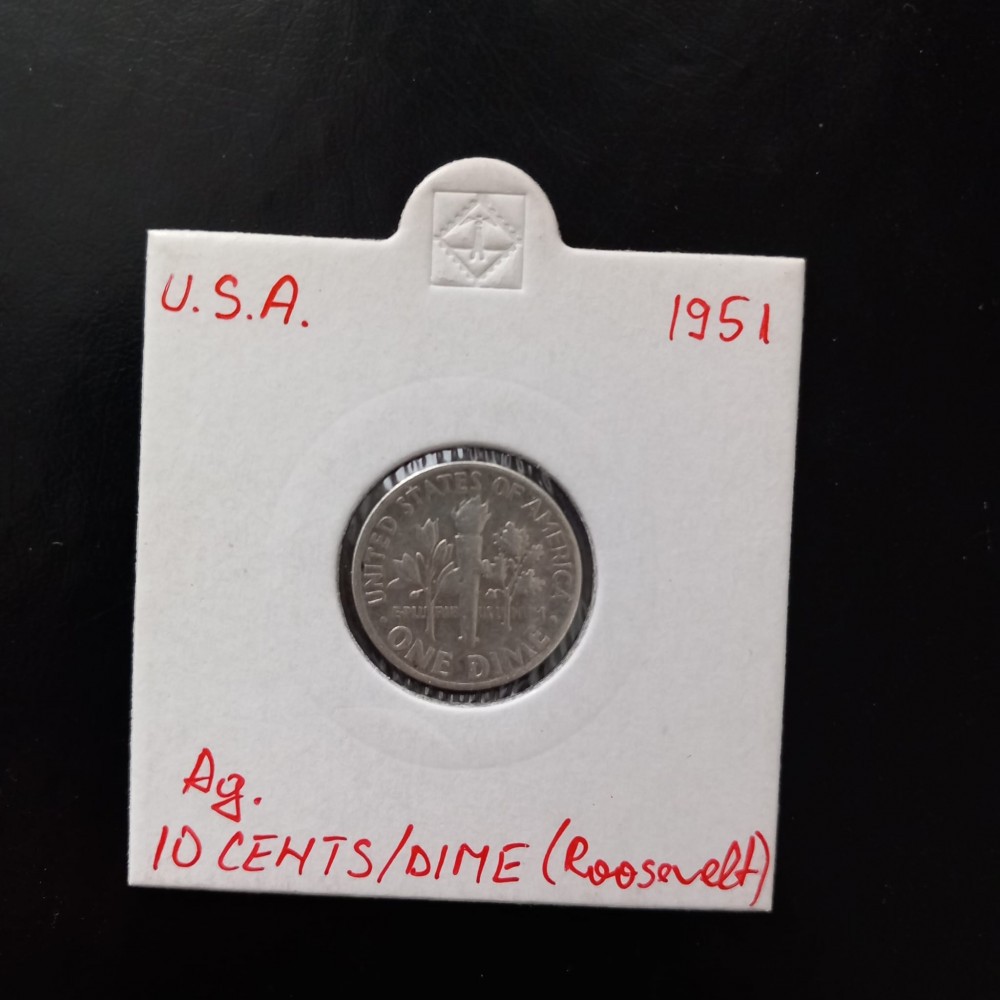 U.S.A.
1951
UNITED STATES OF AMERICA
ONE DIME
Ag.
10 CENTS/DIME (Roosevelt)